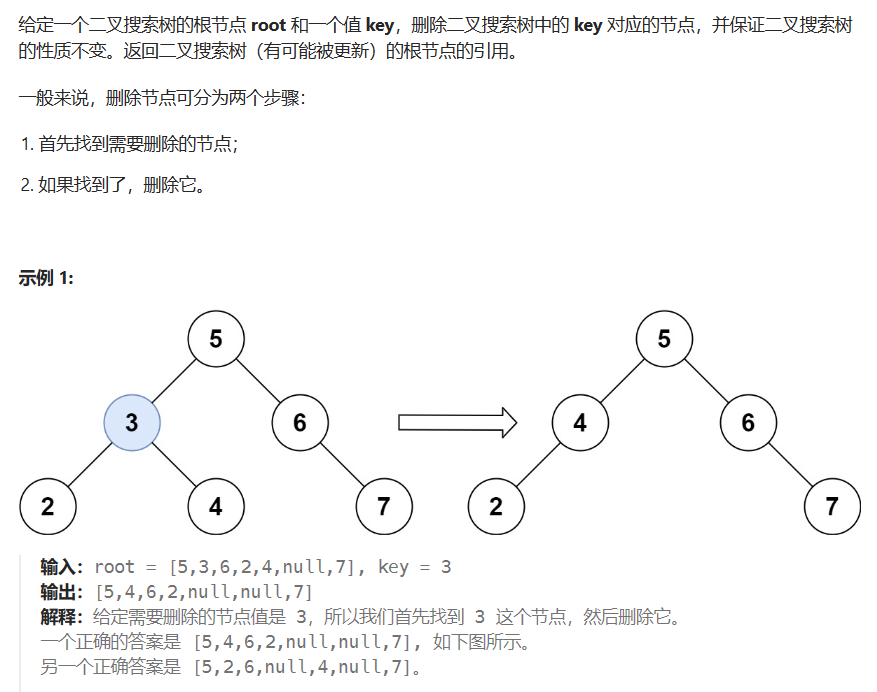 给定一个二叉搜索树的根节点 root 和一个值 key，删除二叉搜索树中的 key 对应的节点，并保证二叉搜索树
的性质不变。返回二叉搜索树（有可能被更新）的根节点的引用。
一般来说，删除节点可分为两个步骤：
1. 首先找到需要删除的节点；
2. 如果找到了，删除它。
示例 1:
5
3
6
2
4
7
5
4
6
2
7
输入：root = [5,3,6,2,4,null,7], key = 3
输出：[5,4,6,2,null,null,7]
解释：给定需要删除的节点值是 3，所以我们首先找到 3 这个节点，然后删除它。
一个正确的答案是 [5,4,6,2,null,null,7], 如下图所示。
另一个正确答案是 [5,2,6,null,4,null,7]。